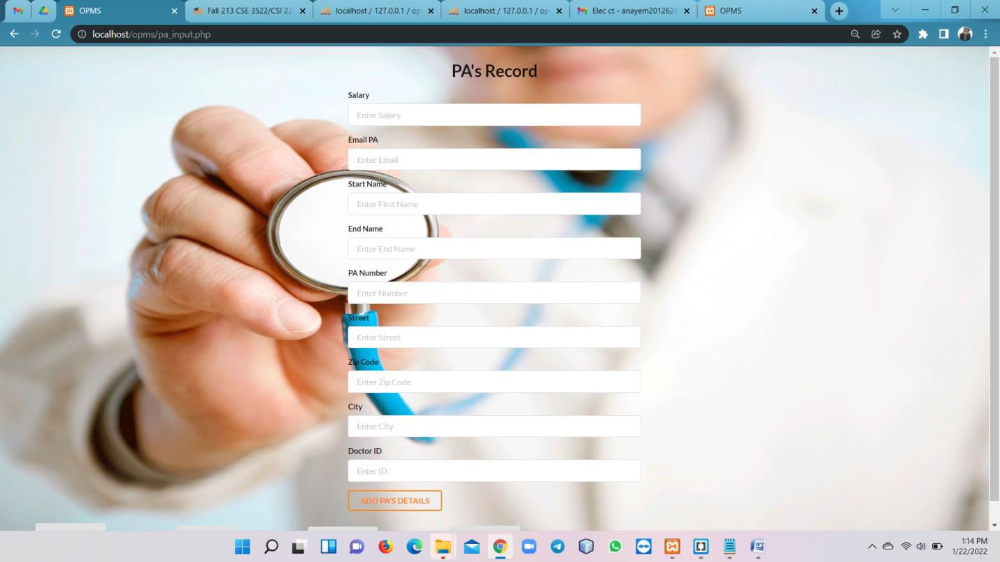 OPMS
Fall 213 CSE 3522/CSI 22
localhost / 127.0.0.1 / op
localhost / 127.0.0.1 / op
Elec ct - anayem201262@
OPMS
localhost/opms/pa_input.php
PA's Record
Salary
Enter Salary
Email PA
Enter Email
Start Name
Enter First Name
End Name
Enter End Name
PA Number
Enter Number
Street
Enter Street
Zip Code
Enter Zip Code
City
Enter City
Doctor ID
Enter ID
ADD PA'S DETAILS
1:14 PM
1/22/2022